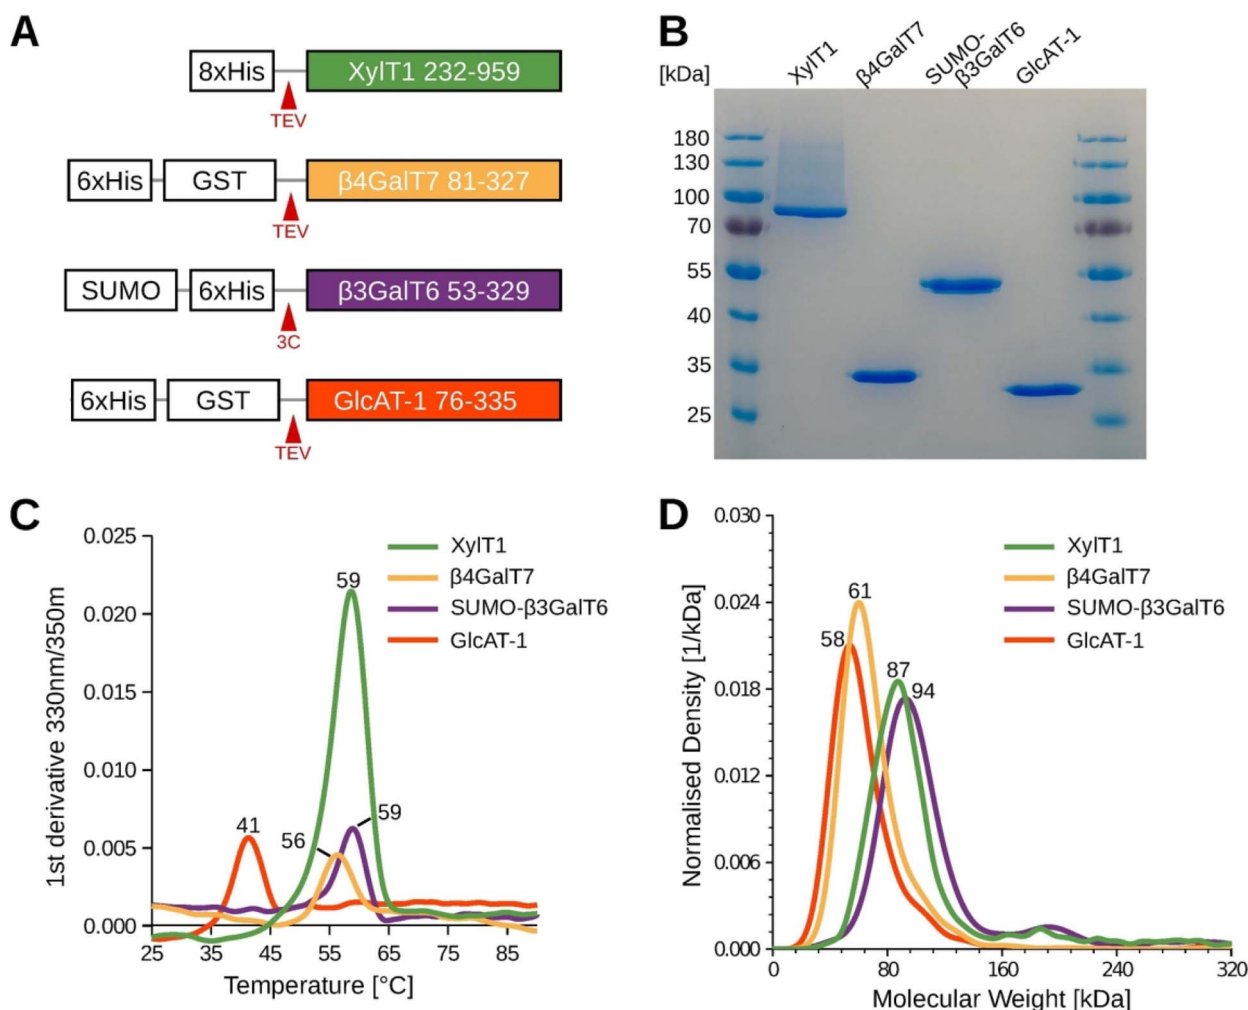 A
8xHis
XylT1 232-959
TEV
6xHis
GST
β4GalT7 81-327
TEV
SUMO
6xHis
β3GalT6 53-329
3C
6xHis
GST
GlcAT-1 76-335
TEV
B
[kDa]
XylT1
β4GalT7
SUMO-
β3GalT6
GlcAT-1
180
130
100
70
55
40
35
25
C
1st derivative 330nm/350m
0.025
0.020
0.015
0.010
0.005
0.000
25
35
45
55
65
75
85
Temperature [°C]
XylT1
β4GalT7
SUMO-β3GalT6
GlcAT-1
59
59
56
41
D
Normalised Density [1/kDa]
0.030
0.024
0.018
0.012
0.006
0.000
0
80
160
240
320
Molecular Weight [kDa]
XylT1
β4GalT7
SUMO-β3GalT6
GlcAT-1
61
58
87
94